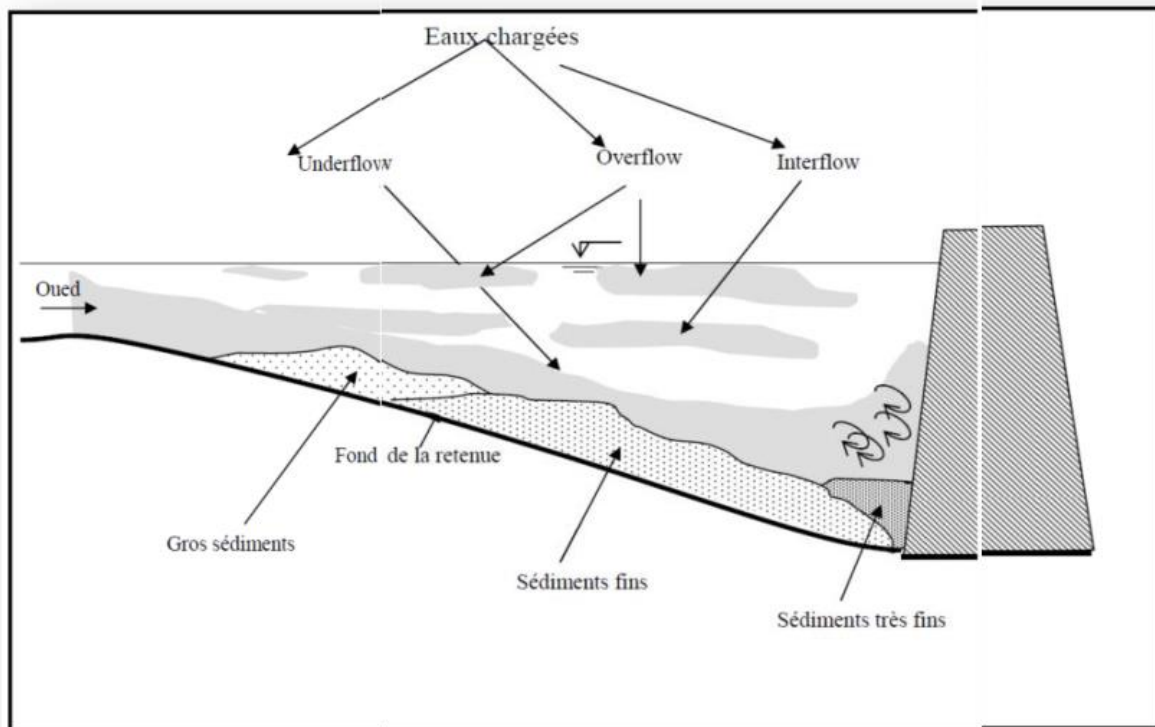 Eaux chargées
Underflow
Overflow
Interflow
Oued
Fond de la retenue
Gros sédiments
Sédiments fins
Sédiments très fins